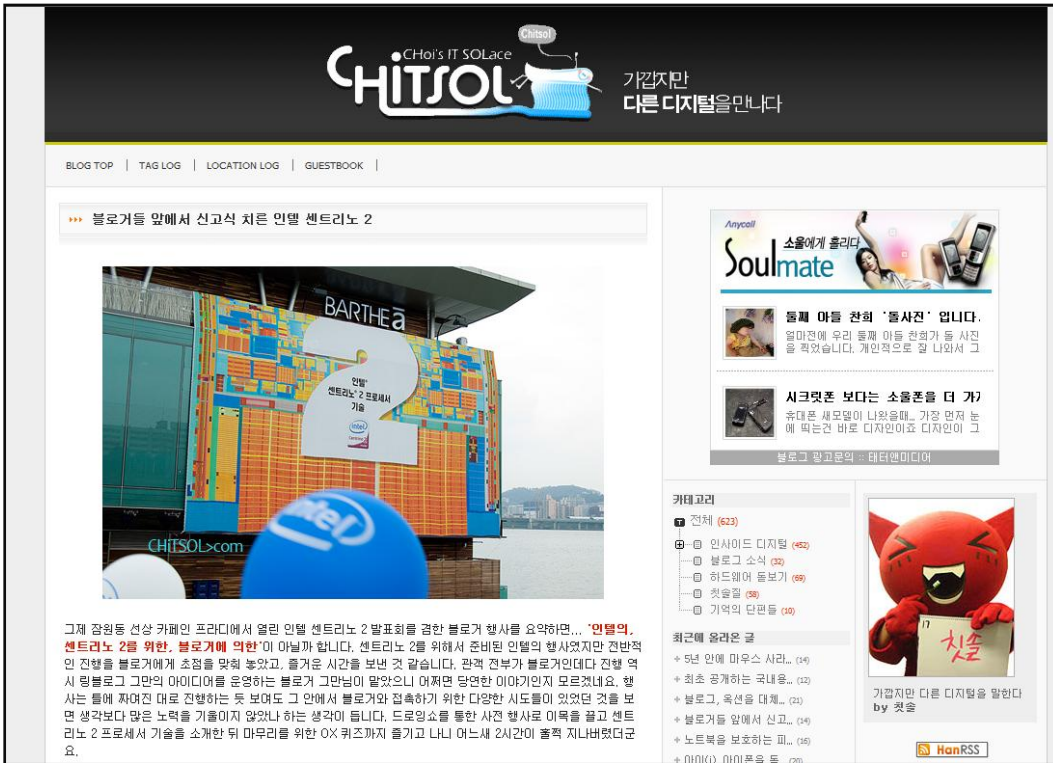 Chitsol
CHoi's IT SOLace
CHiTSOL
가깝지만
다른 디지털을만나다
BLOG TOP | TAG LOG | LOCATION LOG | GUESTBOOK |
블로거들 앞에서 신고식 치른 인텔 센트리노 2
BARTHEā
2
인텔®
센트리노® 2 프로세서
기술
intel
intel
CHiTSOL>com
그제 잠원동 선상 카페인 프라디에서 열린 인텔 센트리노 2 발표회를 겸한 블로거 행사를 요약하면... '인텔의,
센트리노 2를 위한, 블로거에 의한'이 아닐까 합니다. 센트리노 2를 위해서 준비된 인텔의 행사였지만 전반적
인 진행을 블로거에게 초점을 맞춰 놓았고, 즐거운 시간을 보낸 것 같습니다. 관객 전부가 블로거인데다 진행 역
시 링블로그 그만의 아이디어를 운영하는 블로거 그만님이 맡았으니 어쩌면 당연한 이야기인지 모르겠네요. 행
사는 틀에 짜여진 대로 진행하는 듯 보여도 그 안에서 블로거와 접촉하기 위한 다양한 시도들이 있었던 것을 보
면 생각보다 많은 노력을 기울이지 않았나 하는 생각이 듭니다. 드로잉쇼를 통한 사전 행사로 이목을 끌고 센트
리노 2 프로세서 기술을 소개한 뒤 마무리를 위한 OX 퀴즈까지 즐기고 나니 어느새 2시간이 훌쩍 지나버렸더군
요.
Anycall
소울에게 홀리다
Soulmate
둘째 아들 찬희 '돌사진' 입니다.
얼마전에 우리 둘째 아들 찬희가 돌 사진
을 찍었습니다. 개인적으로 잘 나와서 그
시크릿폰 보다는 소울폰을 더 가
휴대폰 새모델이 나왔을때... 가장 먼저 눈
에 띄는건 바로 디자인이죠 디자인이 그
블로그 광고문의 :: 태터앤미디어
카테고리
전체 (623)
인사이드 디지털 (452)
블로그 소식 (32)
하드웨어 돋보기 (69)
칫솔질 (58)
기억의 단편들 (10)
최근에 올라온 글
+ 5년 안에 마우스 사라... (14)
+ 최초 공개하는 국내용... (12)
+ 블로그, 옥션을 대체... (21)
+ 블로거들 앞에서 신고... (14)
+ 노트북을 보호하는 피... (16)
+ 아이(i) 아이폰을 돌... (20)
17
칫솔
가깝지만 다른 디지털을 말한다
by 칫솔
HanRSS